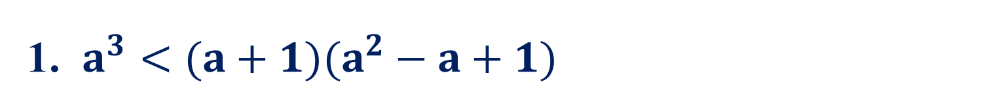 1. a³ < (a + 1)(a² − a + 1)